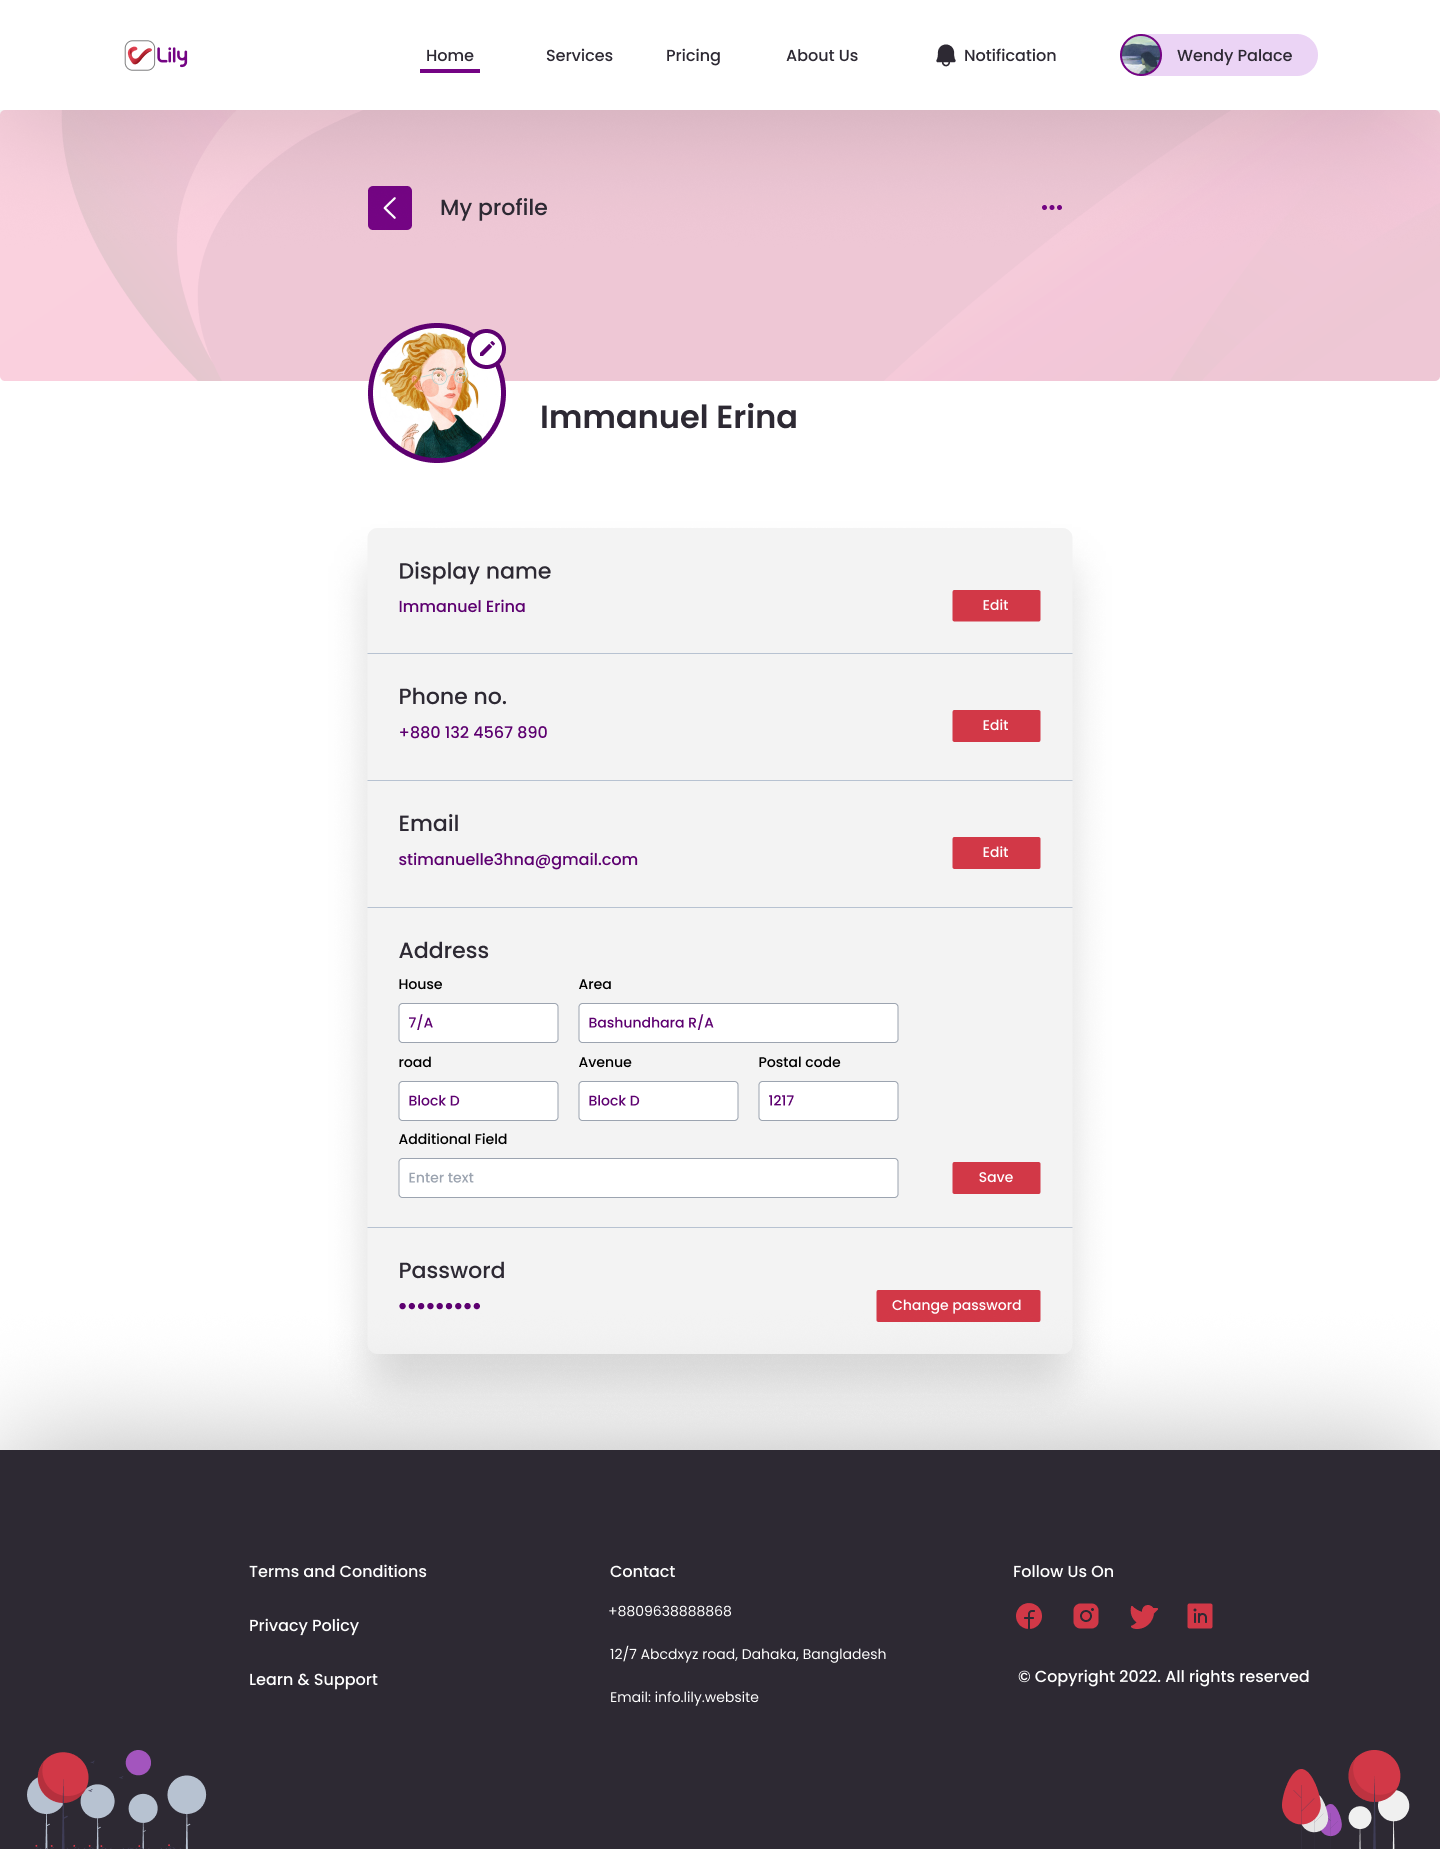 Lily
Home
Services
Pricing
About Us
Notification
Wendy Palace
My profile
Immanuel Erina
Display name
Immanuel Erina
Edit
Phone no.
+880 132 4567 890
Edit
Email
stimanuelle3hna@gmail.com
Edit
Address
House
Area
7/A
Bashundhara R/A
road
Avenue
Postal code
Block D
Block D
1217
Additional Field
Enter text
Save
Password
•••••••••
Change password
Terms and Conditions
Privacy Policy
Learn & Support
Contact
+8809638888868
12/7 Abcdxyz road, Dahaka, Bangladesh
Email: info.lily.website
Follow Us On
© Copyright 2022. All rights reserved